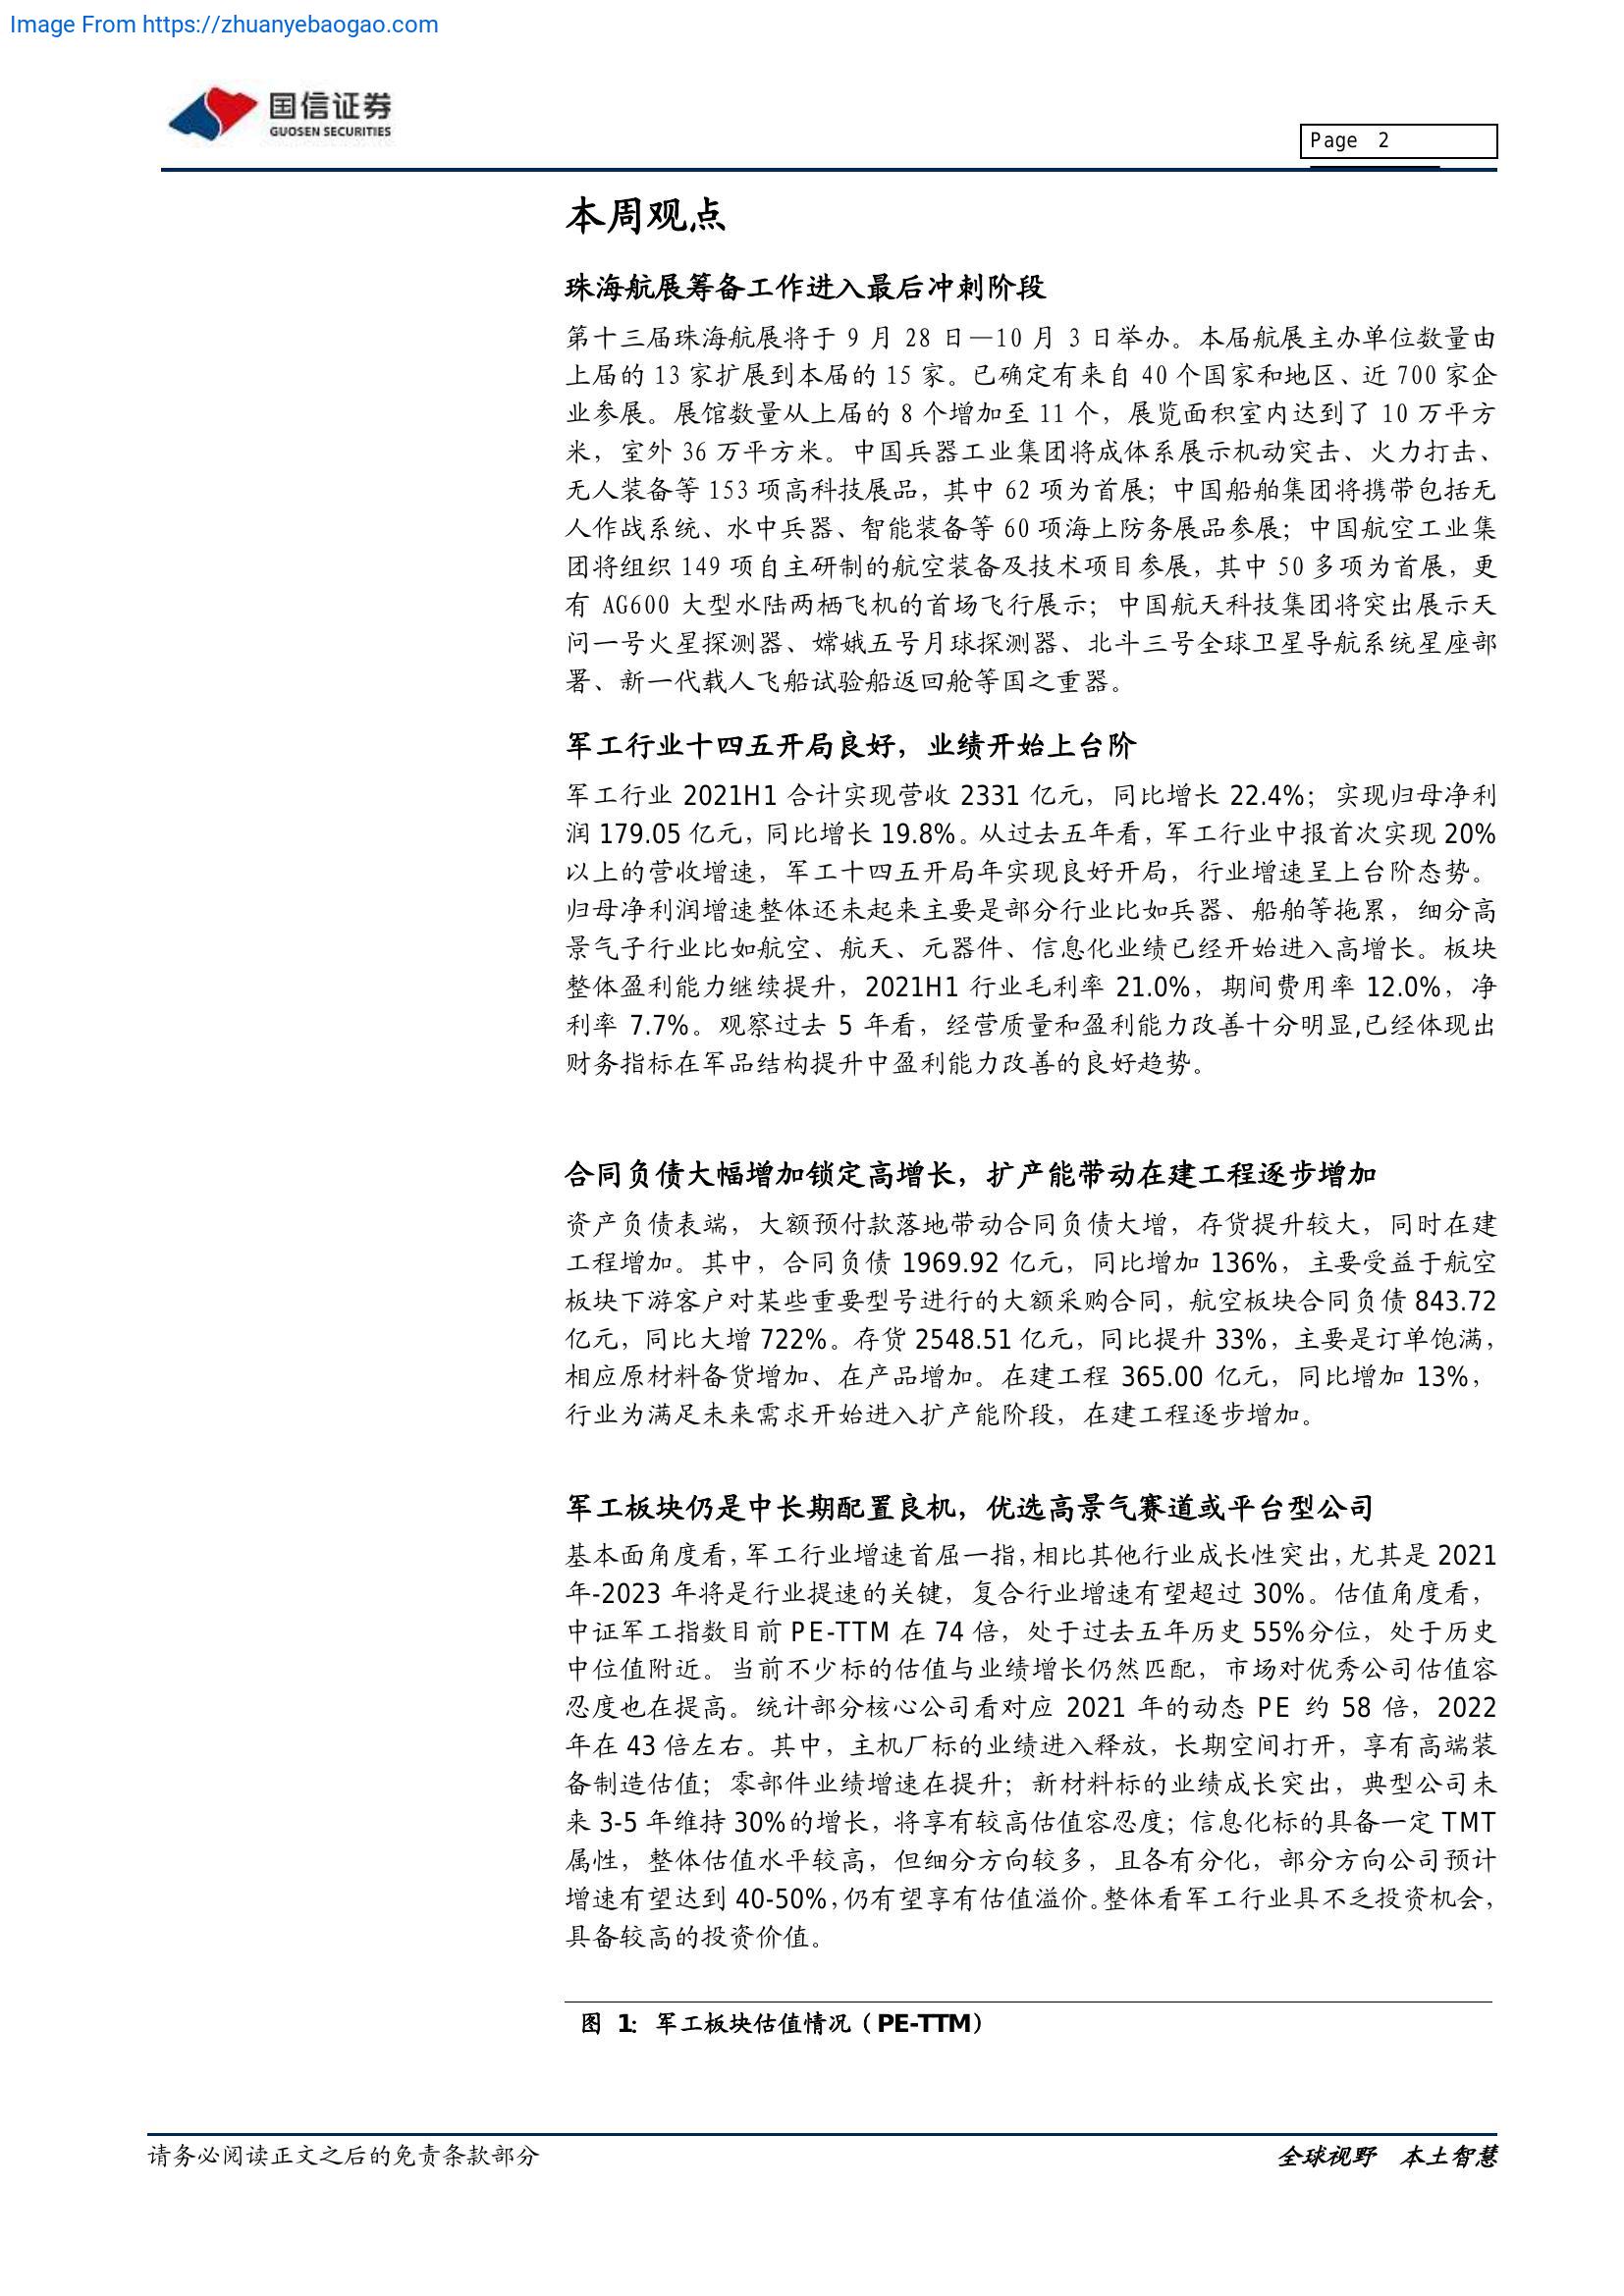 Image From https://zhuanyebaogao.com
国信证券
GUOSEN SECURITIES
Page 2
本周观点
珠海航展筹备工作进入最后冲刺阶段
第十三届珠海航展将于 9 月 28 日—10 月 3 日举办。本届航展主办单位数量由
上届的 13 家扩展到本届的 15 家。已确定有来自 40 个国家和地区、近 700 家企
业参展。展馆数量从上届的 8 个增加至 11 个，展览面积室内达到了 10 万平方
米，室外 36 万平方米。中国兵器工业集团将成体系展示机动突击、火力打击、
无人装备等 153 项高科技展品，其中 62 项为首展；中国船舶集团将携带包括无
人作战系统、水中兵器、智能装备等 60 项海上防务展品参展；中国航空工业集
团将组织 149 项自主研制的航空装备及技术项目参展，其中 50 多项为首展，更
有 AG600 大型水陆两栖飞机的首场飞行展示；中国航天科技集团将突出展示天
问一号火星探测器、嫦娥五号月球探测器、北斗三号全球卫星导航系统星座部
署、新一代载人飞船试验船返回舱等国之重器。
军工行业十四五开局良好，业绩开始上台阶
军工行业 2021H1 合计实现营收 2331 亿元，同比增长 22.4%；实现归母净利
润 179.05 亿元，同比增长 19.8%。从过去五年看，军工行业中报首次实现 20%
以上的营收增速，军工十四五开局年实现良好开局，行业增速呈上台阶态势。
归母净利润增速整体还未起来主要是部分行业比如兵器、船舶等拖累，细分高
景气子行业比如航空、航天、元器件、信息化业绩已经开始进入高增长。板块
整体盈利能力继续提升，2021H1 行业毛利率 21.0%，期间费用率 12.0%，净
利率 7.7%。观察过去 5 年看，经营质量和盈利能力改善十分明显,已经体现出
财务指标在军品结构提升中盈利能力改善的良好趋势。
合同负债大幅增加锁定高增长，扩产能带动在建工程逐步增加
资产负债表端，大额预付款落地带动合同负债大增，存货提升较大，同时在建
工程增加。其中，合同负债 1969.92 亿元，同比增加 136%，主要受益于航空
板块下游客户对某些重要型号进行的大额采购合同，航空板块合同负债 843.72
亿元，同比大增 722%。存货 2548.51 亿元，同比提升 33%，主要是订单饱满，
相应原材料备货增加、在产品增加。在建工程 365.00 亿元，同比增加 13%，
行业为满足未来需求开始进入扩产能阶段，在建工程逐步增加。
军工板块仍是中长期配置良机，优选高景气赛道或平台型公司
基本面角度看，军工行业增速首屈一指，相比其他行业成长性突出，尤其是 2021
年-2023 年将是行业提速的关键，复合行业增速有望超过 30%。估值角度看，
中证军工指数目前 PE-TTM 在 74 倍，处于过去五年历史 55%分位，处于历史
中位值附近。当前不少标的估值与业绩增长仍然匹配，市场对优秀公司估值容
忍度也在提高。统计部分核心公司看对应 2021 年的动态 PE 约 58 倍，2022
年在 43 倍左右。其中，主机厂标的业绩进入释放，长期空间打开，享有高端装
备制造估值；零部件业绩增速在提升；新材料标的业绩成长突出，典型公司未
来 3-5 年维持 30%的增长，将享有较高估值容忍度；信息化标的具备一定 TMT
属性，整体估值水平较高，但细分方向较多，且各有分化，部分方向公司预计
增速有望达到 40-50%，仍有望享有估值溢价。整体看军工行业具不乏投资机会，
具备较高的投资价值。
图 1：军工板块估值情况（PE-TTM）
请务必阅读正文之后的免责条款部分
全球视野 本土智慧